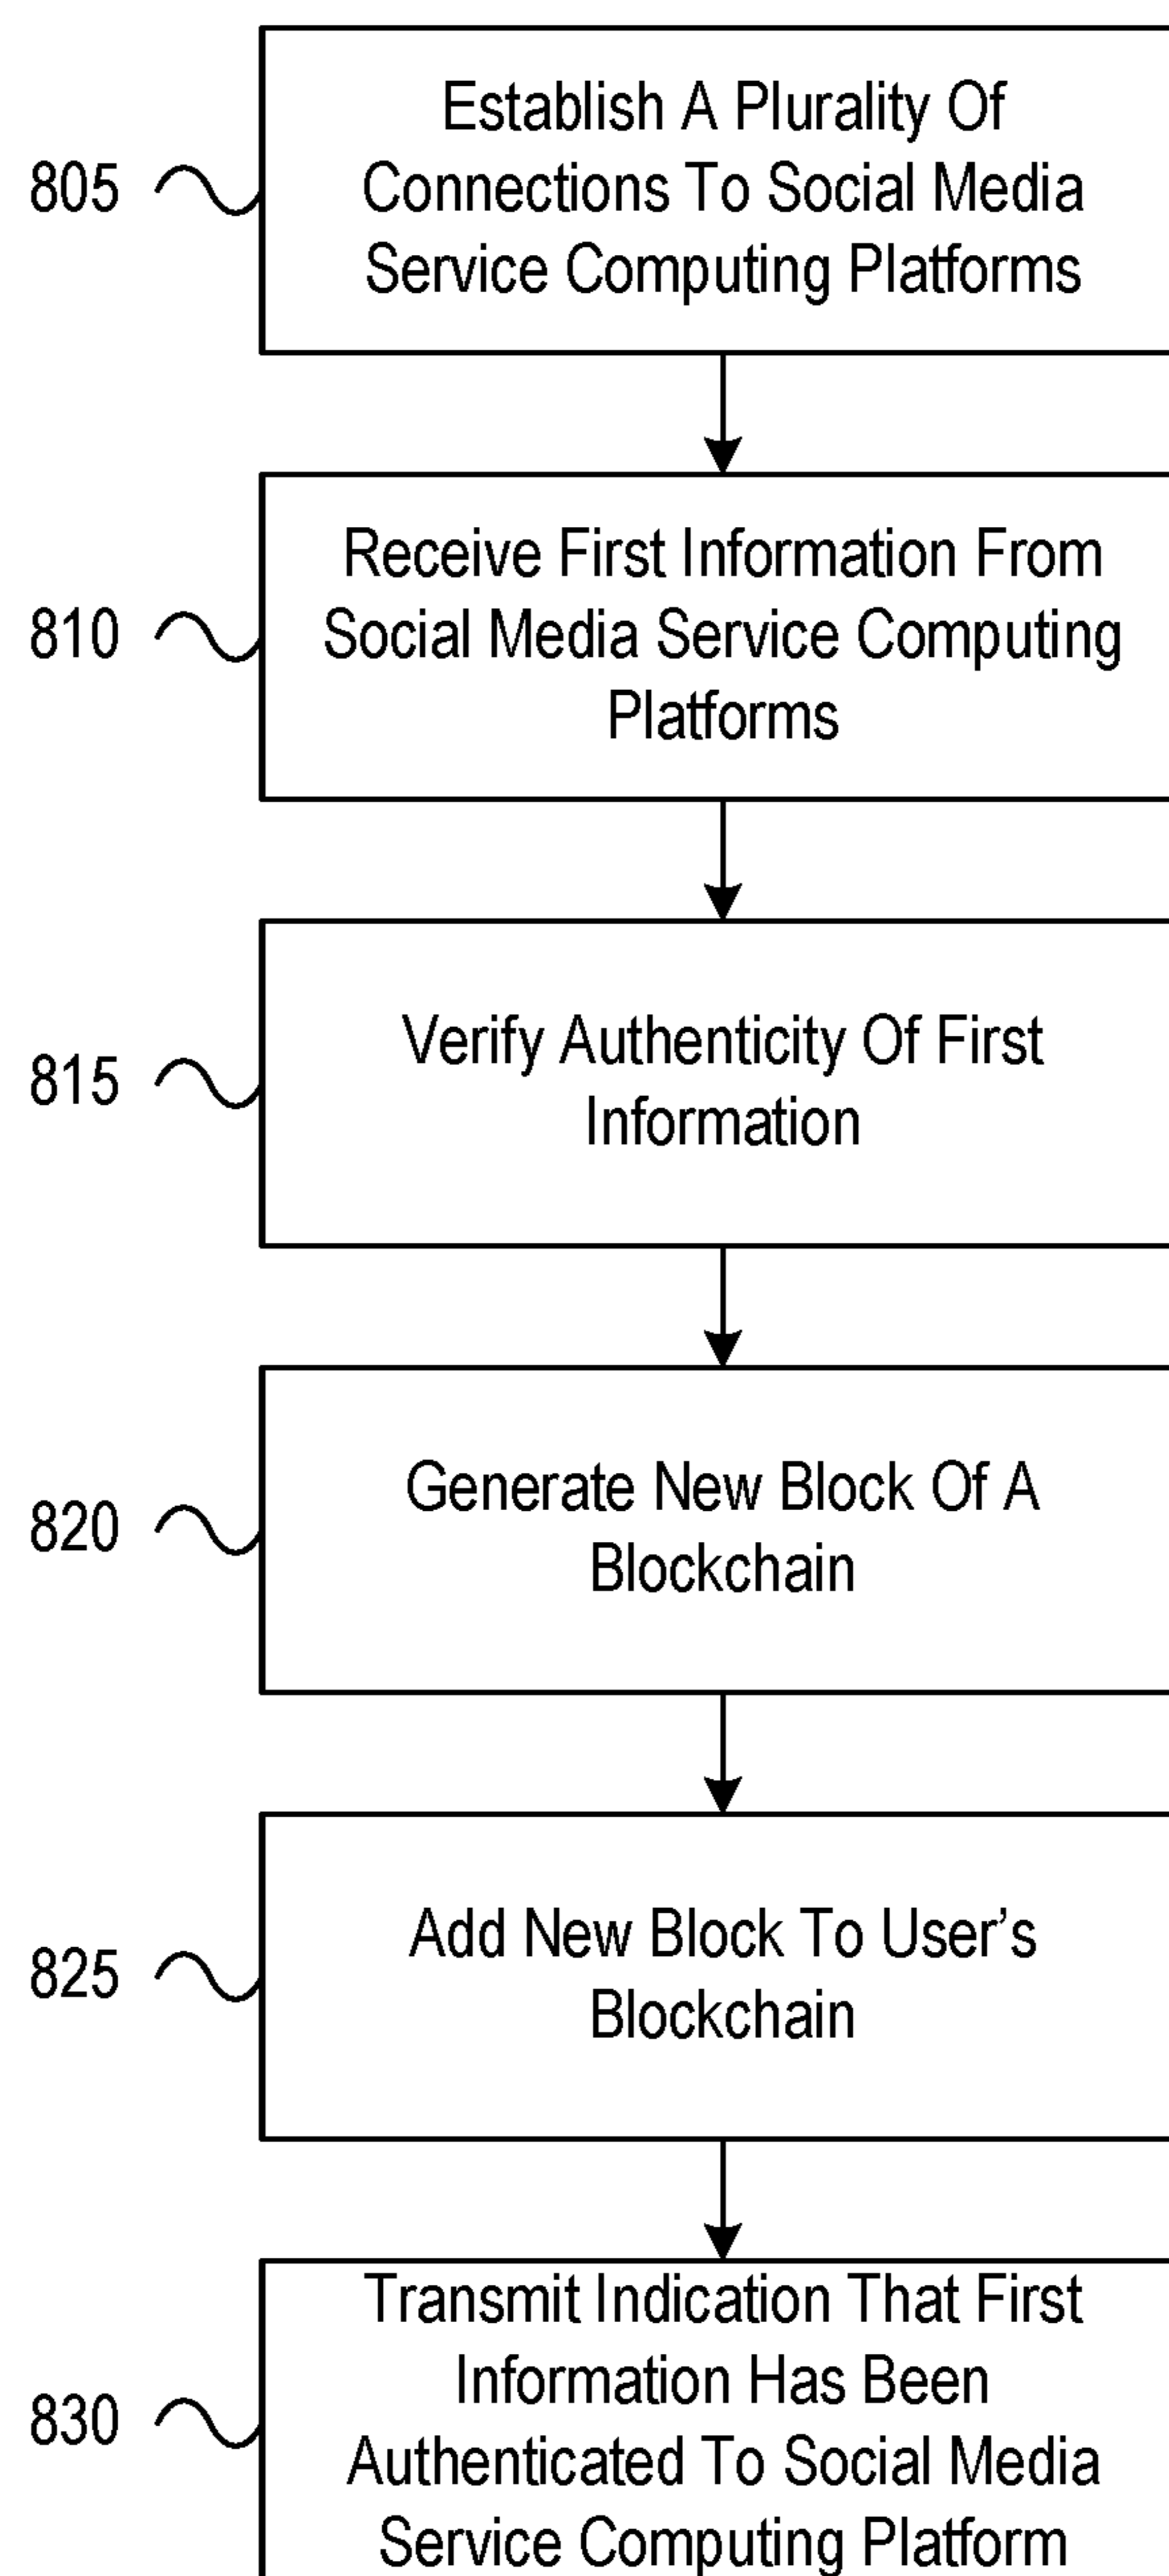 Establish A Plurality Of
Connections To Social Media
Service Computing Platforms
805
Receive First Information From
Social Media Service Computing
Platforms
810
Verify Authenticity Of First
Information
815
Generate New Block Of A
Blockchain
820
Add New Block To User's
Blockchain
825
Transmit Indication That First
Information Has Been
Authenticated To Social Media
Service Computing Platform
830